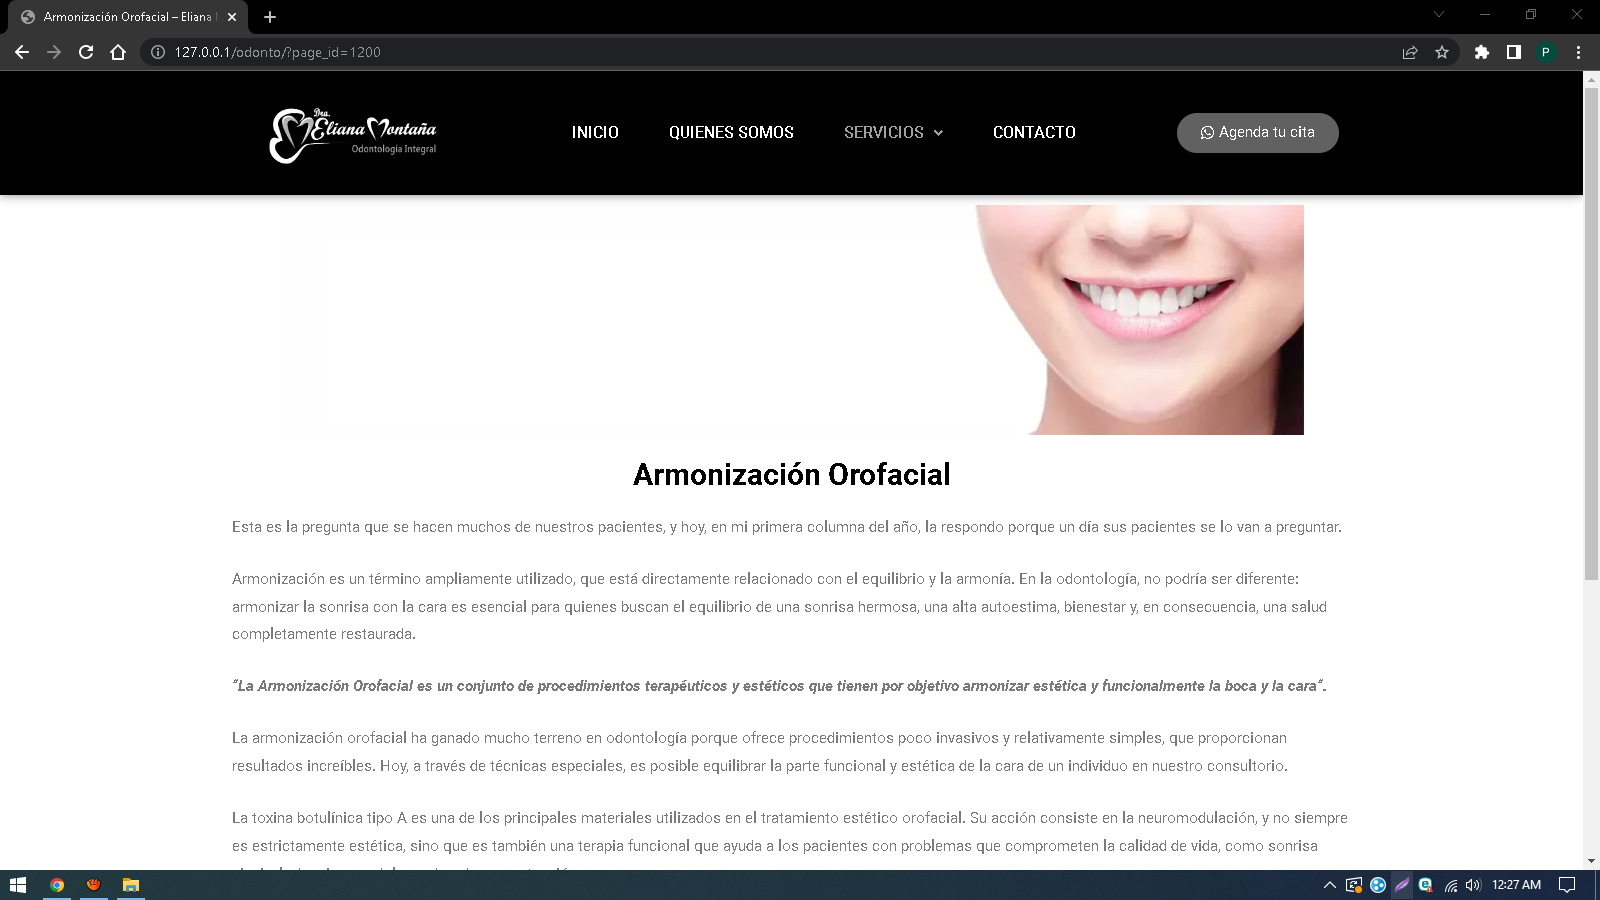 Armonización Orofacial – Eliana
127.0.0.1/odonto/?page_id=1200
P
Dra.
Eliana Montaña
Odontología Integral
INICIO
QUIENES SOMOS
SERVICIOS
CONTACTO
Agenda tu cita
Armonización Orofacial
Esta es la pregunta que se hacen muchos de nuestros pacientes, y hoy, en mi primera columna del año, la respondo porque un día sus pacientes se lo van a preguntar.
Armonización es un término ampliamente utilizado, que está directamente relacionado con el equilibrio y la armonía. En la odontología, no podría ser diferente:
armonizar la sonrisa con la cara es esencial para quienes buscan el equilibrio de una sonrisa hermosa, una alta autoestima, bienestar y, en consecuencia, una salud
completamente restaurada.
“La Armonización Orofacial es un conjunto de procedimientos terapéuticos y estéticos que tienen por objetivo armonizar estética y funcionalmente la boca y la cara”.
La armonización orofacial ha ganado mucho terreno en odontología porque ofrece procedimientos poco invasivos y relativamente simples, que proporcionan
resultados increíbles. Hoy, a través de técnicas especiales, es posible equilibrar la parte funcional y estética de la cara de un individuo en nuestro consultorio.
La toxina botulínica tipo A es una de los principales materiales utilizados en el tratamiento estético orofacial. Su acción consiste en la neuromodulación, y no siempre
es estrictamente estética, sino que es también una terapia funcional que ayuda a los pacientes con problemas que comprometen la calidad de vida, como sonrisa
12:27 AM